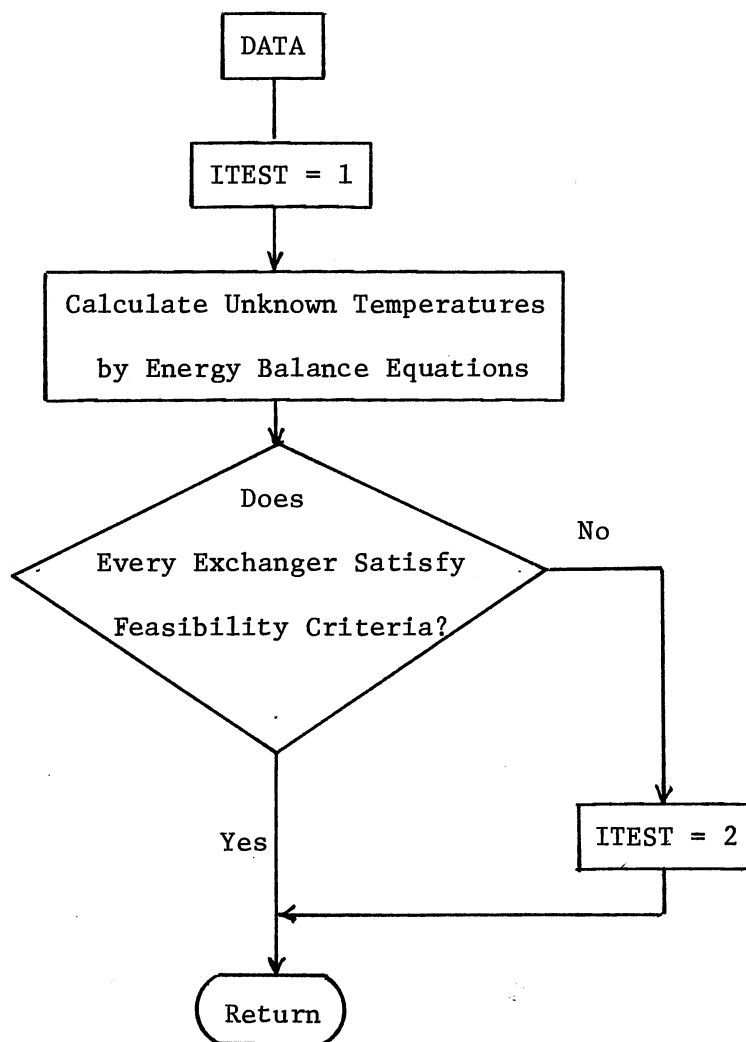 DATA
ITEST = 1
Calculate Unknown Temperatures
by Energy Balance Equations
Does
Every Exchanger Satisfy
Feasibility Criteria?
No
Yes
ITEST = 2
Return